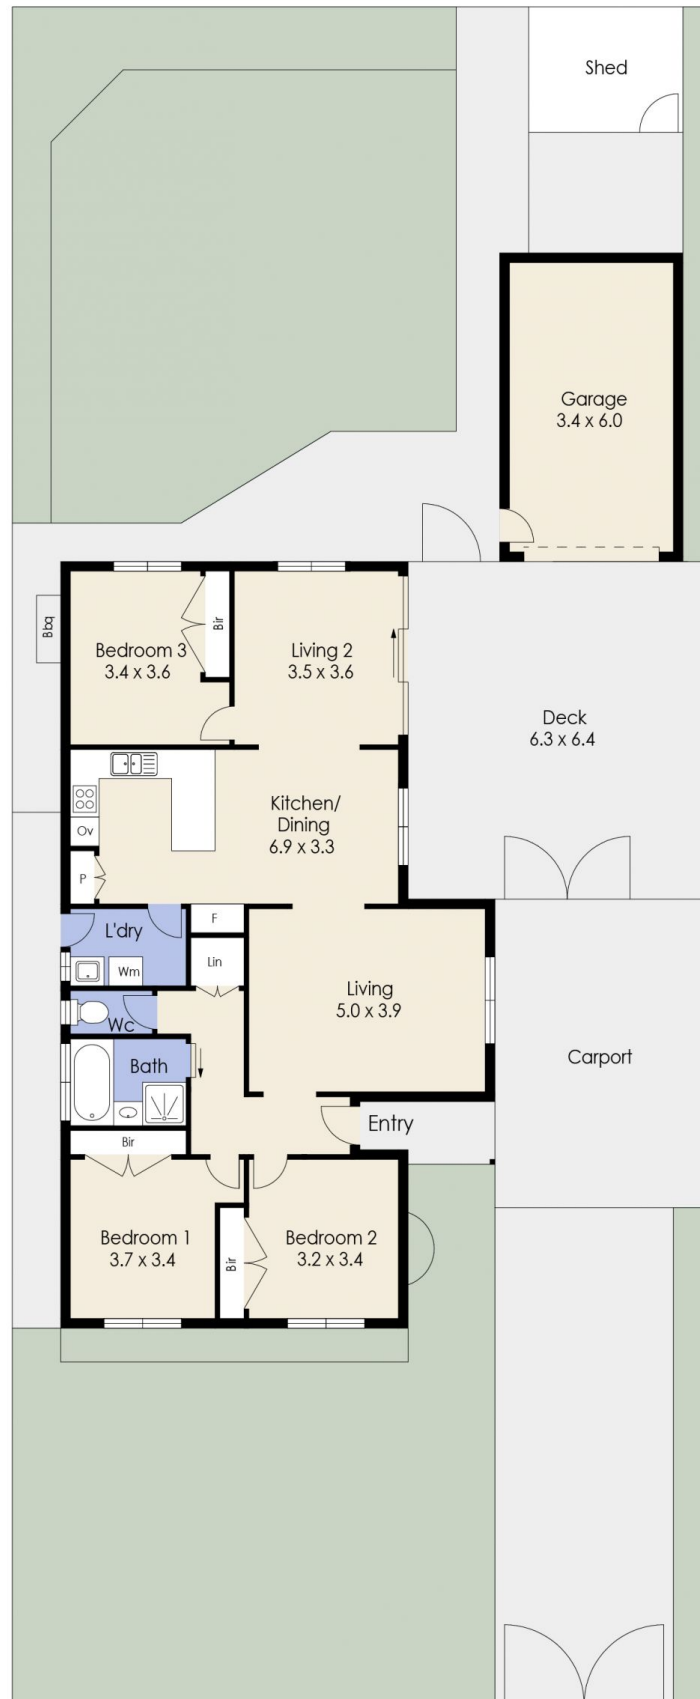 Shed
Garage
3.4 x 6.0
Bbq
Bedroom 3
3.4 x 3.6
Bir
Living 2
3.5 x 3.6
Deck
6.3 x 6.4
Kitchen/
Dining
6.9 x 3.3
Ov
P
L'dry
F
Wm
Lin
Living
5.0 x 3.9
Wc
Bath
Carport
Entry
Bir
Bedroom 1
3.7 x 3.4
Bir
Bedroom 2
3.2 x 3.4